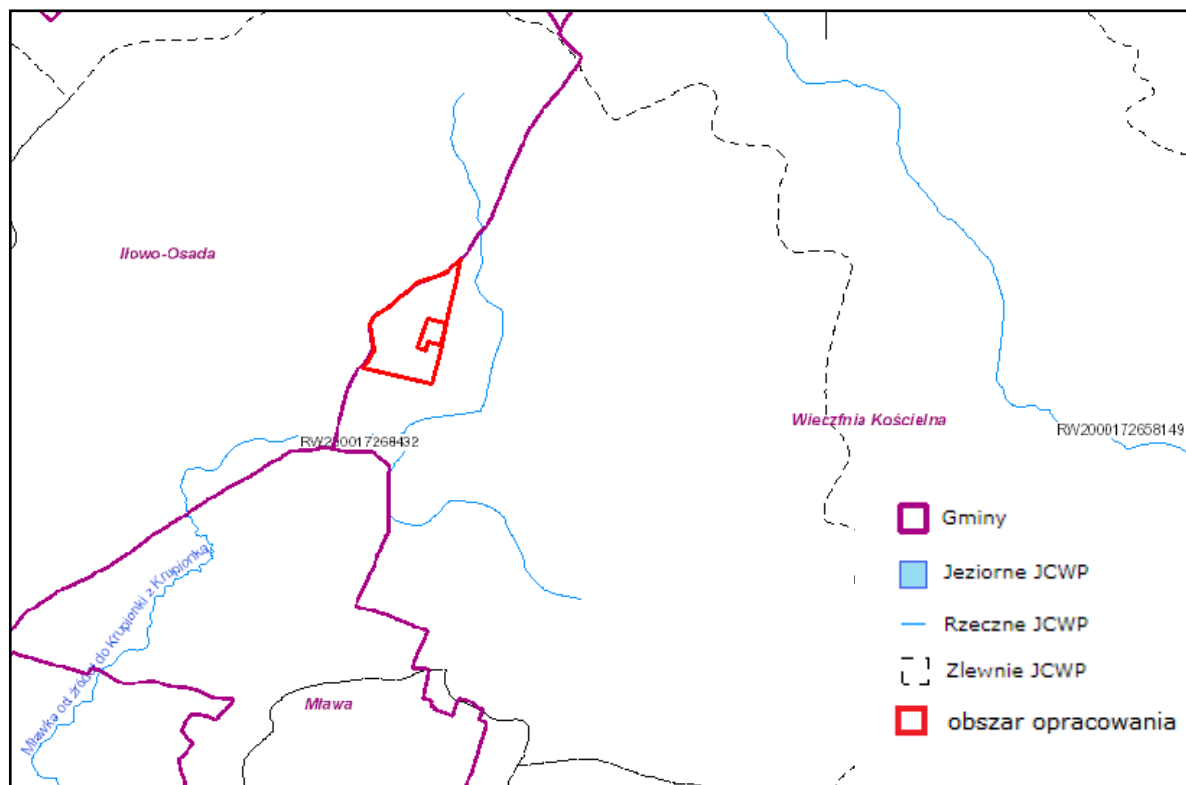 Iłowo-Osada
Wieczfnia Kościelna
RW2000172658149
RW200017268432
Mławka od źródeł do Krupionki z Krupionką
Mława
Gminy
Jeziorne JCWP
Rzeczne JCWP
Zlewnie JCWP
obszar opracowania